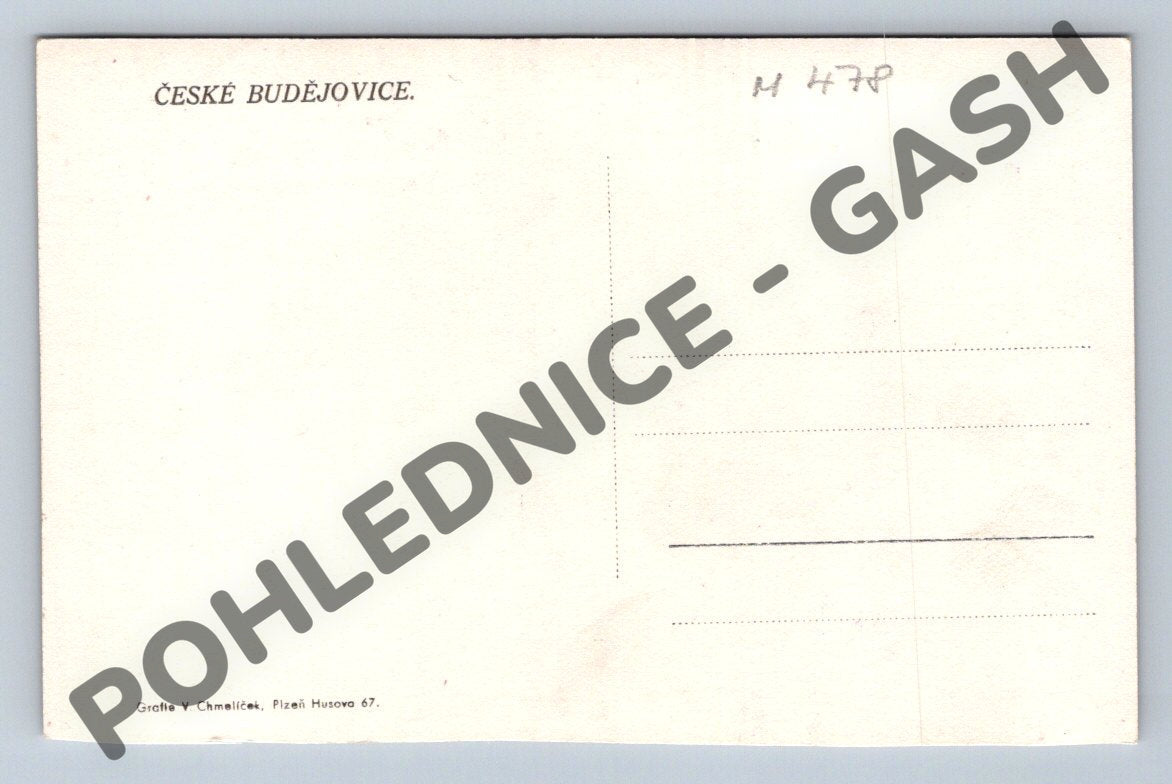 ČESKÉ BUDĚJOVICE.
M 478
POHLEDNICE - GASH
Grafie V. Chmelíček, Plzeň Husova 67.